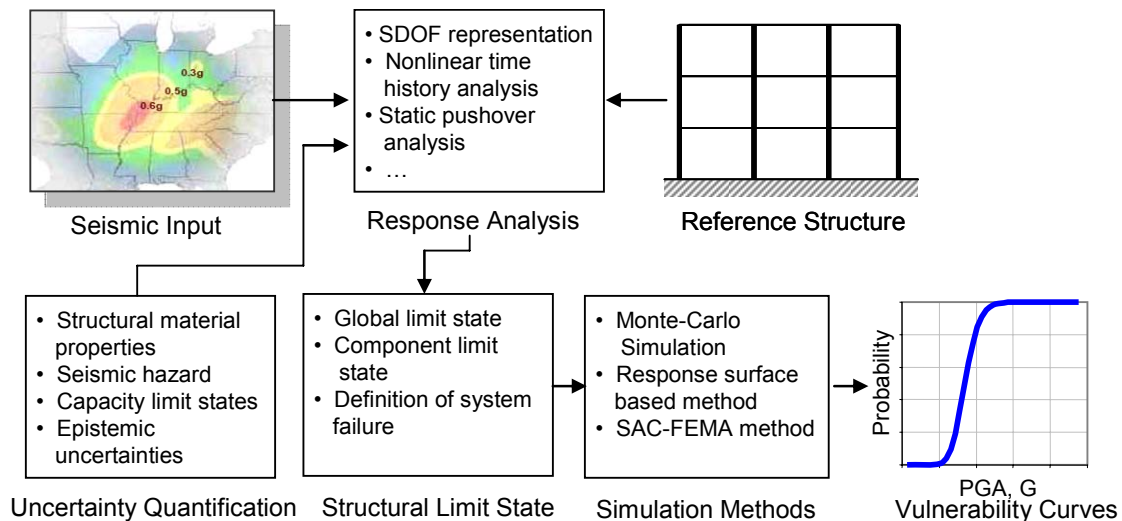 0.3g
0.5g
0.6g
Seismic Input
• SDOF representation
• Nonlinear time
history analysis
• Static pushover
analysis
• …
Response Analysis
Reference Structure
• Structural material
properties
• Seismic hazard
• Capacity limit states
• Epistemic
uncertainties
Uncertainty Quantification
• Global limit state
• Component limit
state
• Definition of system
failure
Structural Limit State
• Monte-Carlo
Simulation
• Response surface
based method
• SAC-FEMA method
Simulation Methods
Probability
PGA, G
Vulnerability Curves